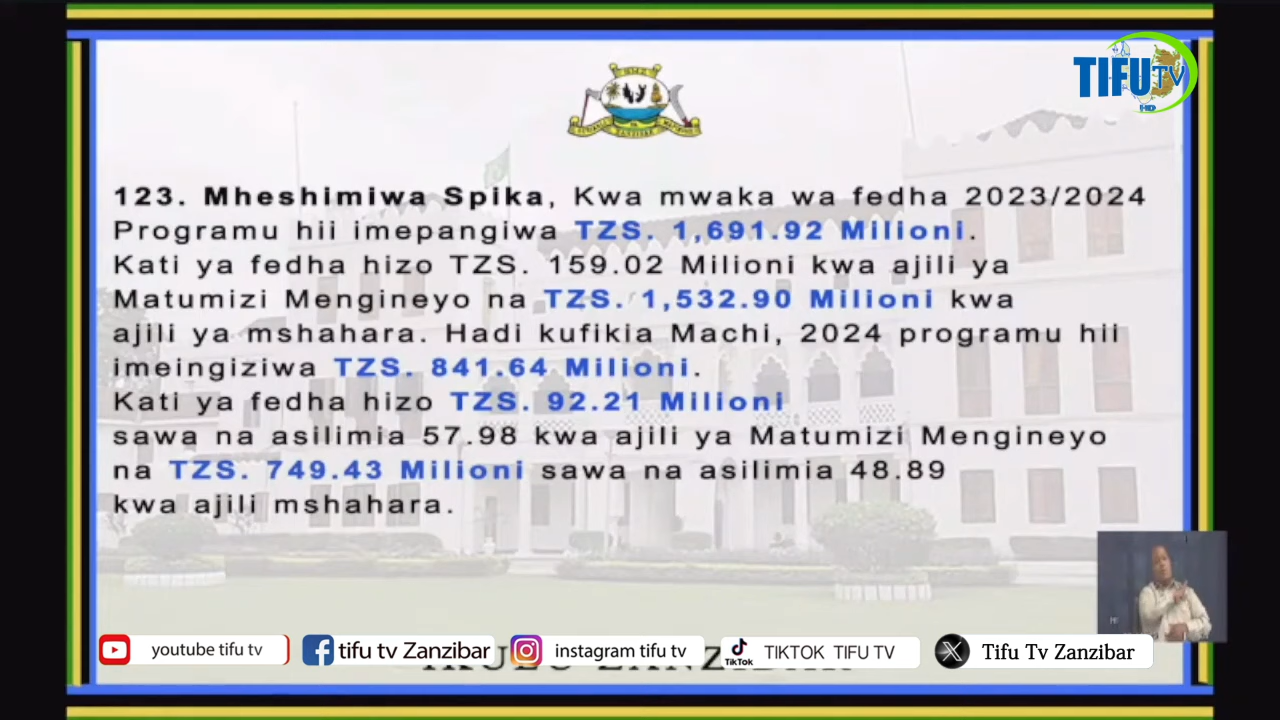 TIFU TV
HD
ZANZIBAR
123. Mheshimiwa Spika, Kwa mwaka wa fedha 2023/2024
Programu hii imepangiwa TZS. 1,691.92 Milioni.
Kati ya fedha hizo TZS. 159.02 Milioni kwa ajili ya
Matumizi Mengineyo na TZS. 1,532.90 Milioni kwa
ajili ya mshahara. Hadi kufikia Machi, 2024 programu hii
imeingiziwa TZS. 841.64 Milioni.
Kati ya fedha hizo TZS. 92.21 Milioni
sawa na asilimia 57.98 kwa ajili ya Matumizi Mengineyo
na TZS. 749.43 Milioni sawa na asilimia 48.89
kwa ajili mshahara.
youtube tifu tv
tifu tv Zanzibar
instagram tifu tv
TikTok
TIKTOK TIFU TV
Tifu Tv Zanzibar